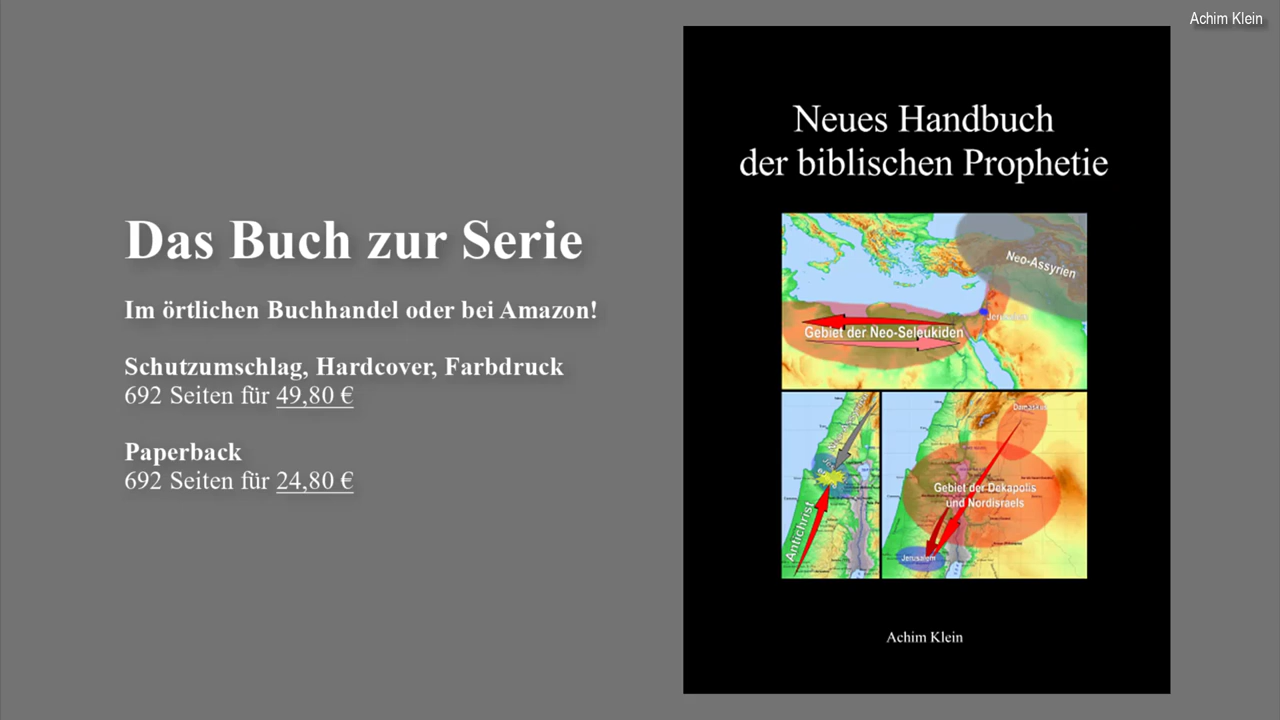 Achim Klein
Das Buch zur Serie
Im örtlichen Buchhandel oder bei Amazon!
Schutzumschlag, Hardcover, Farbdruck
692 Seiten für 49,80 €
Paperback
692 Seiten für 24,80 €
Neues Handbuch
der biblischen Prophetie
Neo-Assyrien
Jerusalem
Gebiet der Neo-Seleukiden
Antichrist
Damaskus
Gebiet der Dekapolis
und Nordisraels
Jerusalem
Achim Klein